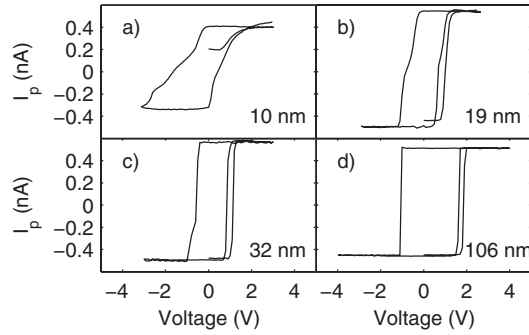 a)
10 nm
b)
19 nm
c)
32 nm
d)
106 nm
I_p (nA)
0.4
0.2
0
−0.2
−0.4
I_p (nA)
0.4
0.2
0
−0.2
−0.4
−4 −2 0 2 4
−4 −2 0 2 4
Voltage (V)
Voltage (V)